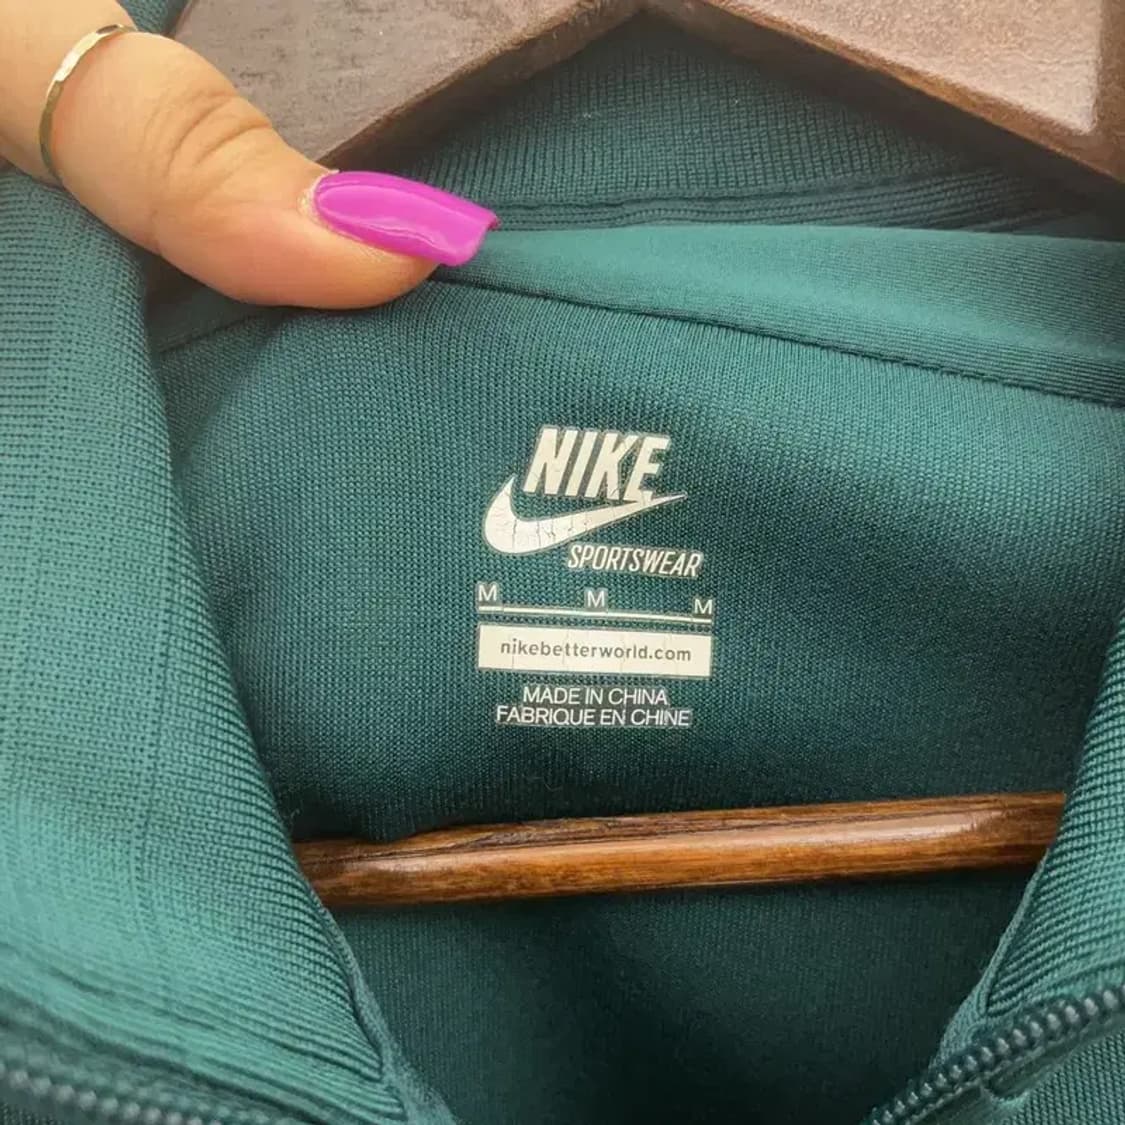 NIKE
SPORTSWEAR
M M M
nikebetterworld.com
MADE IN CHINA
FABRIQUE EN CHINE